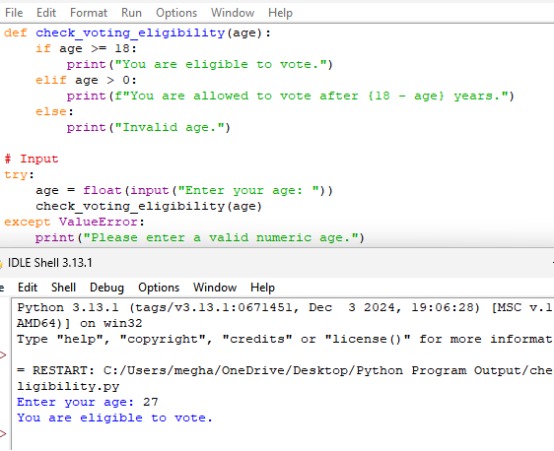 File Edit Format Run Options Window Help
def check_voting_eligibility(age):
    if age >= 18:
        print("You are eligible to vote.")
    elif age > 0:
        print(f"You are allowed to vote after {18 - age} years.")
    else:
        print("Invalid age.")
# Input
try:
    age = float(input("Enter your age: "))
    check_voting_eligibility(age)
except ValueError:
    print("Please enter a valid numeric age.")
IDLE Shell 3.13.1
Edit Shell Debug Options Window Help
Python 3.13.1 (tags/v3.13.1:0671451, Dec  3 2024, 19:06:28) [MSC v.1
AMD64)] on win32
Type "help", "copyright", "credits" or "license()" for more informat
= RESTART: C:/Users/megha/OneDrive/Desktop/Python Program Output/che
ligibility.py
Enter your age: 27
You are eligible to vote.